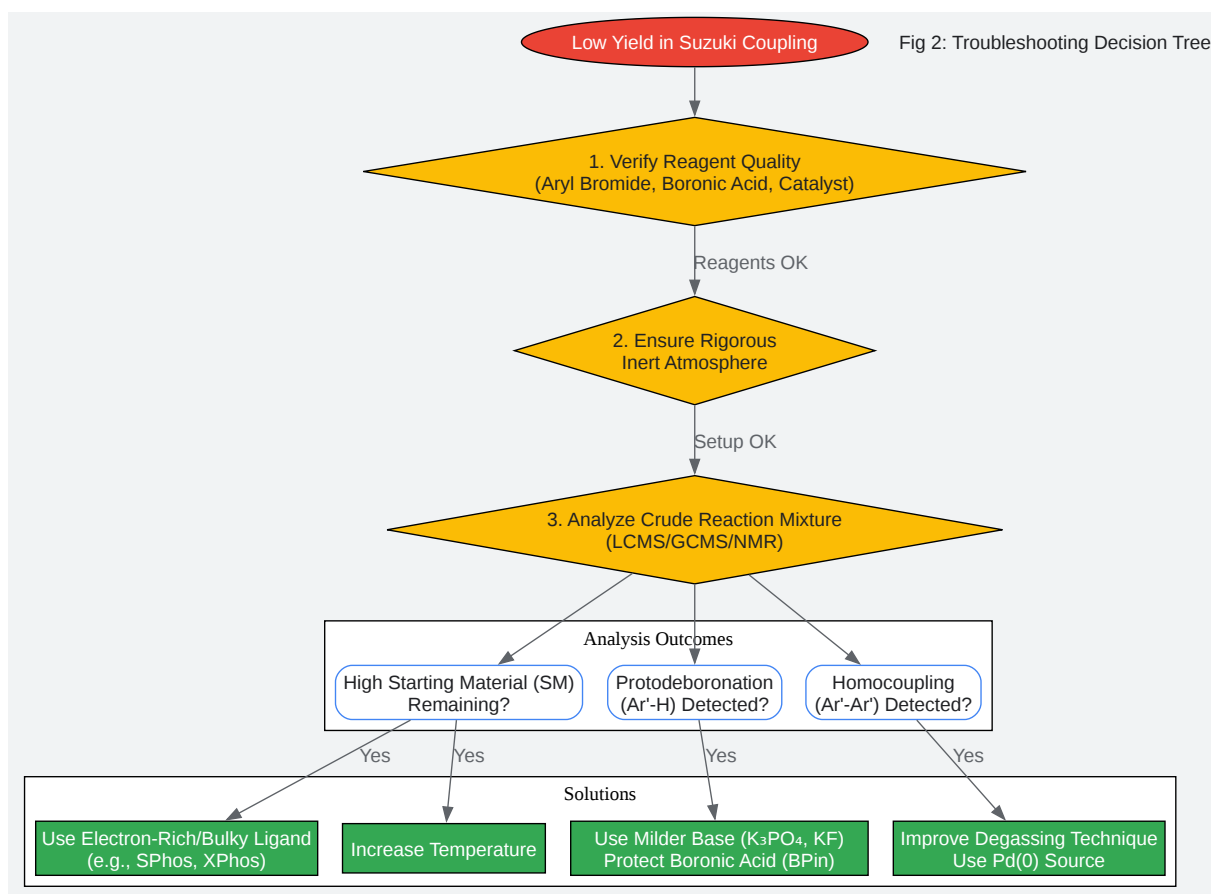 Low Yield in Suzuki Coupling
Fig 2: Troubleshooting Decision Tree
1. Verify Reagent Quality
(Aryl Bromide, Boronic Acid, Catalyst)
Reagents OK
2. Ensure Rigorous
Inert Atmosphere
Setup OK
3. Analyze Crude Reaction Mixture
(LCMS/GCMS/NMR)
Analysis Outcomes
High Starting Material (SM)
Remaining?
Protodeboronation
(Ar'-H) Detected?
Homocoupling
(Ar'-Ar') Detected?
Yes
Yes
Yes
Yes
Solutions
Use Electron-Rich/Bulky Ligand
(e.g., SPhos, XPhos)
Increase Temperature
Use Milder Base (K₃PO₄, KF)
Protect Boronic Acid (BPin)
Improve Degassing Technique
Use Pd(0) Source